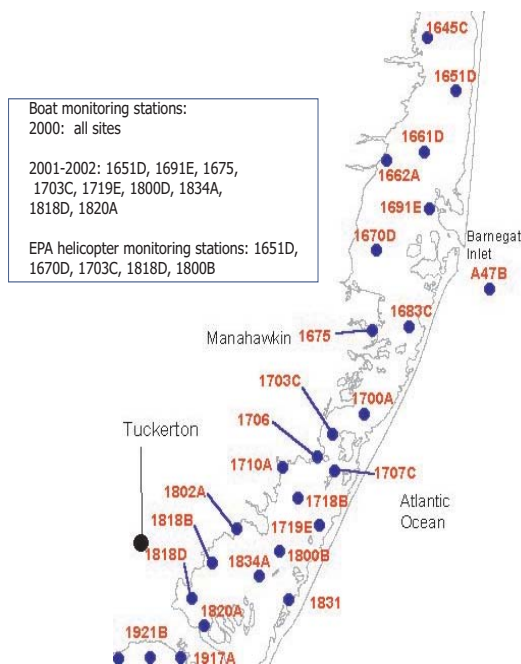 1645C
1651D
Boat monitoring stations:
2000: all sites
2001-2002: 1651D, 1691E, 1675,
1703C, 1719E, 1800D, 1834A,
1818D, 1820A
EPA helicopter monitoring stations: 1651D,
1670D, 1703C, 1818D, 1800B
1661D
1662A
1691E
1670D
Barnegat
Inlet
A47B
1683C
Manahawkin 1675
1703C
1700A
1706
Tuckerton
1710A
1707C
1802A
1718B
Atlantic
Ocean
1818B
1719E
1818D
1800B
1834A
1820A
1831
1921B
1917A